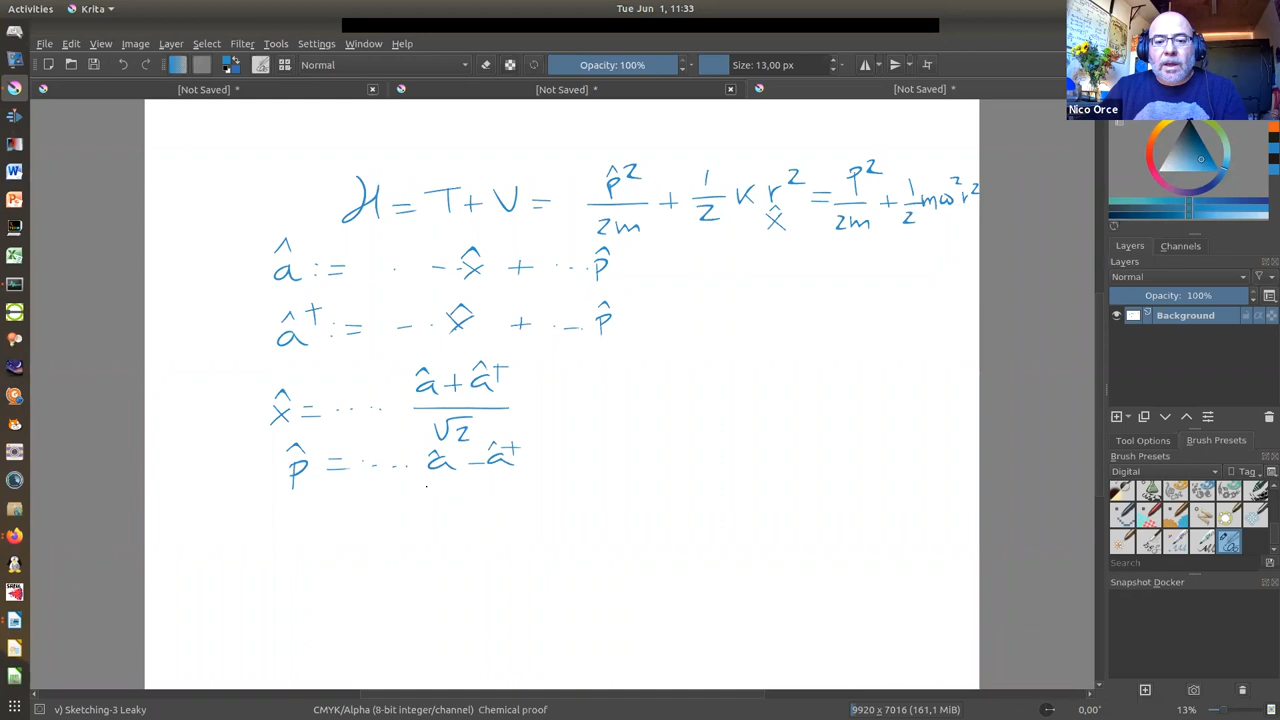 Activities Krita Tue Jun 1, 11:33
File Edit View Image Layer Select Filter Tools Settings Window Help
Normal Opacity: 100% Size: 13,00 px
[Not Saved] * [Not Saved] * [Not Saved] *
Nico Orce
H = T + V = p̂²/2m + 1/2 K r² = p²/2m + 1/2 mω²r²
x̂
â := · -·x̂ + ···p̂
â† := -··x̂ + ·-p̂
x̂ = ····· â + â†/√2
p̂ = ····· â - â†
Layers Channels
Layers
Normal
Opacity: 100%
Background
Tool Options Brush Presets
Brush Presets
Digital Tag
Search
Snapshot Docker
v) Sketching-3 Leaky CMYK/Alpha (8-bit integer/channel) Chemical proof 9920 x 7016 (161,1 MiB) 0,00° 13%